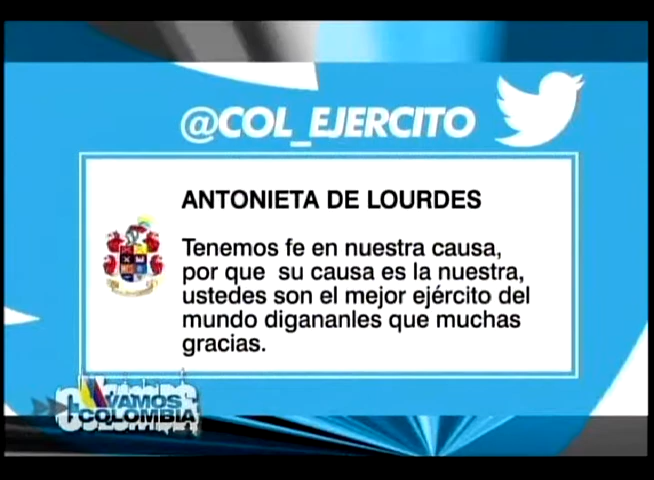 @COL_EJERCITO
ANTONIETA DE LOURDES
Tenemos fe en nuestra causa,
por que su causa es la nuestra,
ustedes son el mejor ejército del
mundo digananles que muchas
gracias.
VAMOS
COLOMBIA